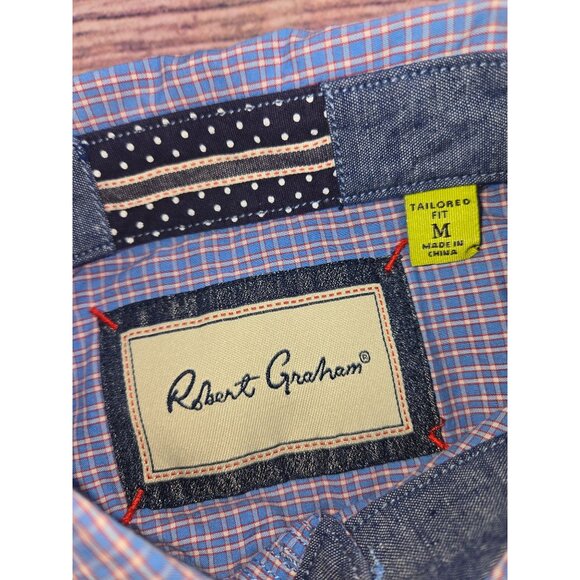 TAILORED
FIT
M
MADE IN
CHINA
Robert Graham®